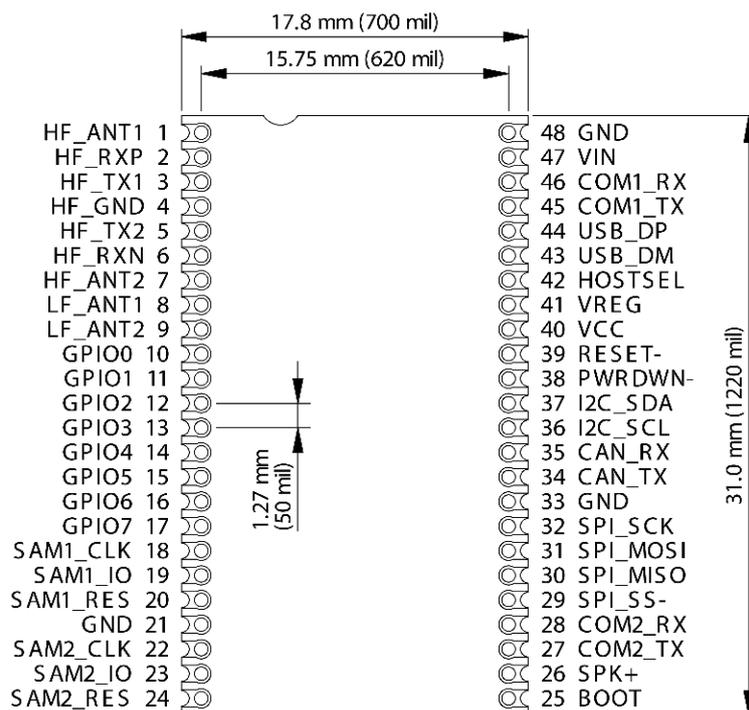 17.8 mm (700 mil)
15.75 mm (620 mil)
HF_ANT1 1
HF_RXP 2
HF_TX1 3
HF_GND 4
HF_TX2 5
HF_RXN 6
HF_ANT2 7
LF_ANT1 8
LF_ANT2 9
GPIO0 10
GPIO1 11
GPIO2 12
GPIO3 13
GPIO4 14
GPIO5 15
GPIO6 16
GPIO7 17
SAM1_CLK 18
SAM1_IO 19
SAM1_RES 20
GND 21
SAM2_CLK 22
SAM2_IO 23
SAM2_RES 24
1.27 mm
(50 mil)
48 GND
47 VIN
46 COM1_RX
45 COM1_TX
44 USB_DP
43 USB_DM
42 HOSTSEL
41 VREG
40 VCC
39 RESET-
38 PWRDWN-
37 I2C_SDA
36 I2C_SCL
35 CAN_RX
34 CAN_TX
33 GND
32 SPI_SCK
31 SPI_MOSI
30 SPI_MISO
29 SPI_SS-
28 COM2_RX
27 COM2_TX
26 SPK+
25 BOOT
31.0 mm (1220 mil)